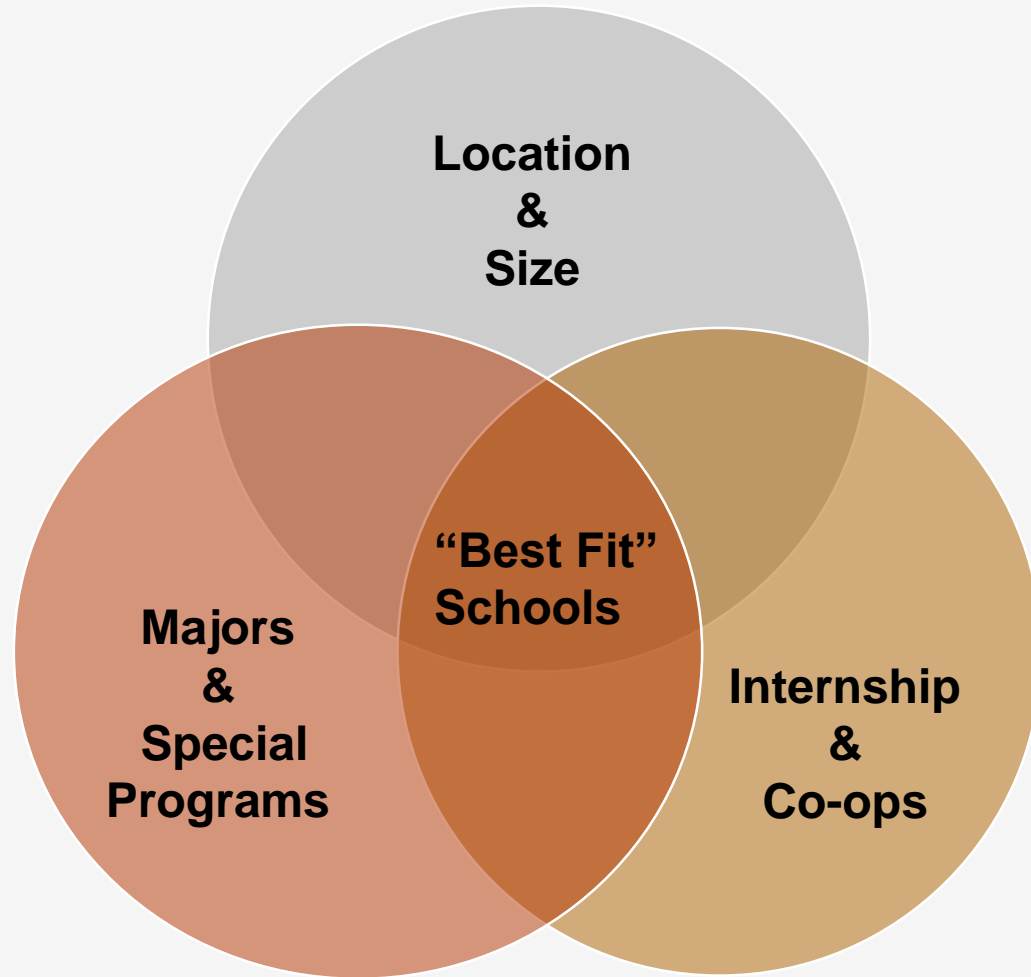 Location
&
Size
“Best Fit”
Schools
Majors
&
Special
Programs
Internship
&
Co-ops